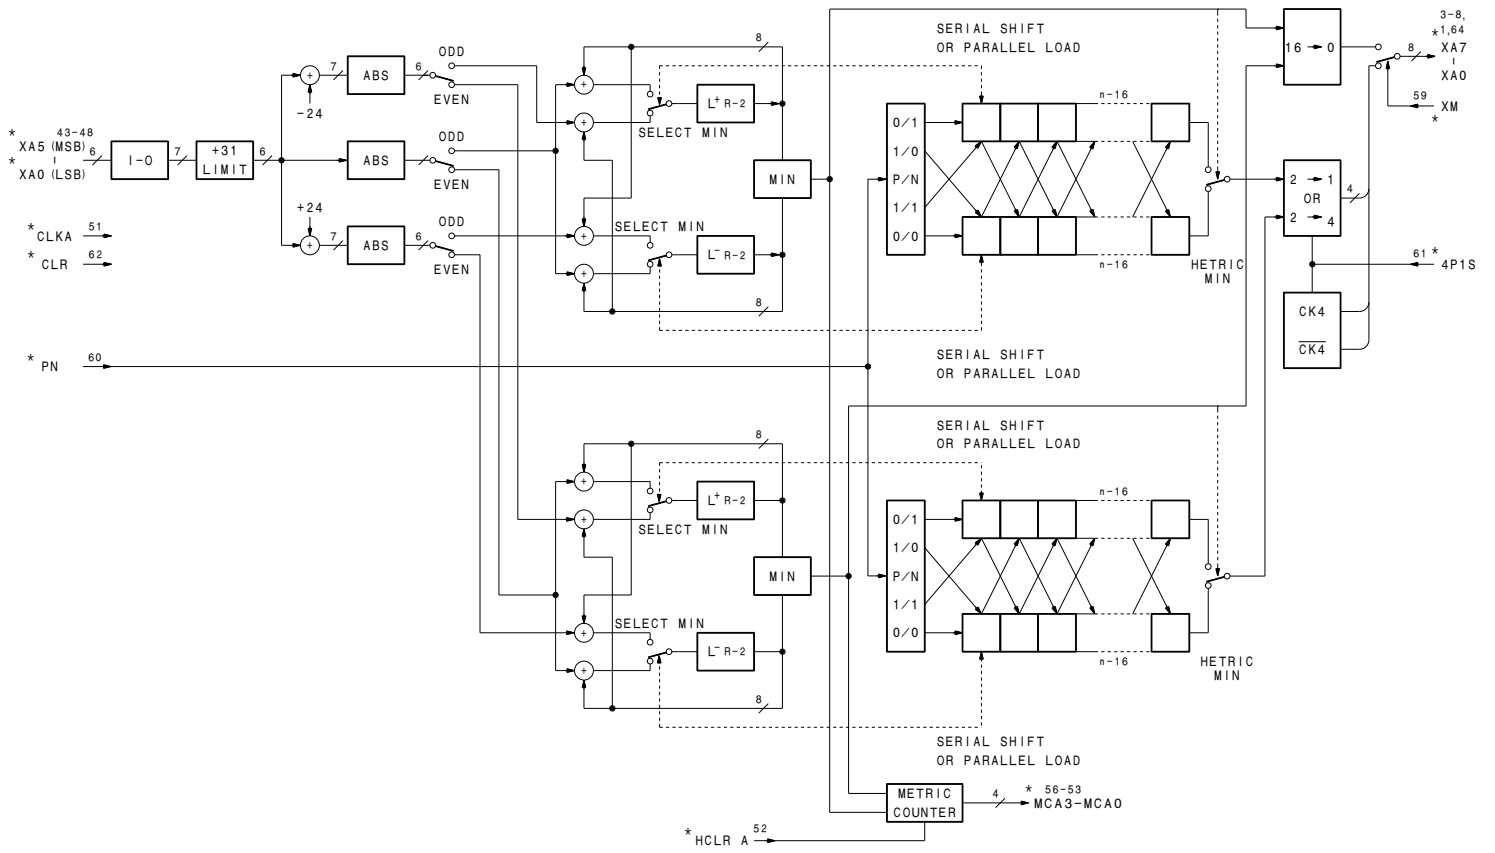 SERIAL SHIFT
OR PARALLEL LOAD
3-8,
* 1,64
XA7
XA0
8
16 → 0
59
XM
*
8
ODD
EVEN
7
ABS
6
+
-24
+
+
SELECT MIN
L+ R-2
n-16
0/1
1/0
P/N
1/1
0/0
* 43-48
XA5 (MSB)
* XA0 (LSB)
6
I-O
7
+31
LIMIT
6
ODD
EVEN
ABS
6
MIN
2 → 1
OR
2 → 4
4
+24
+
7
ABS
6
ODD
EVEN
SELECT MIN
+
+
L- R-2
n-16
HETRIC
MIN
* CLKA 51
* CLR 62
61 *
4P1S
CK4
CK4
8
* PN 60
SERIAL SHIFT
OR PARALLEL LOAD
SERIAL SHIFT
OR PARALLEL LOAD
8
+
+
SELECT MIN
L+ R-2
n-16
0/1
1/0
P/N
1/1
0/0
MIN
SELECT MIN
+
+
L- R-2
n-16
HETRIC
MIN
8
SERIAL SHIFT
OR PARALLEL LOAD
METRIC
COUNTER
4
* 56-53
MCA3-MCA0
* HCLR A 52